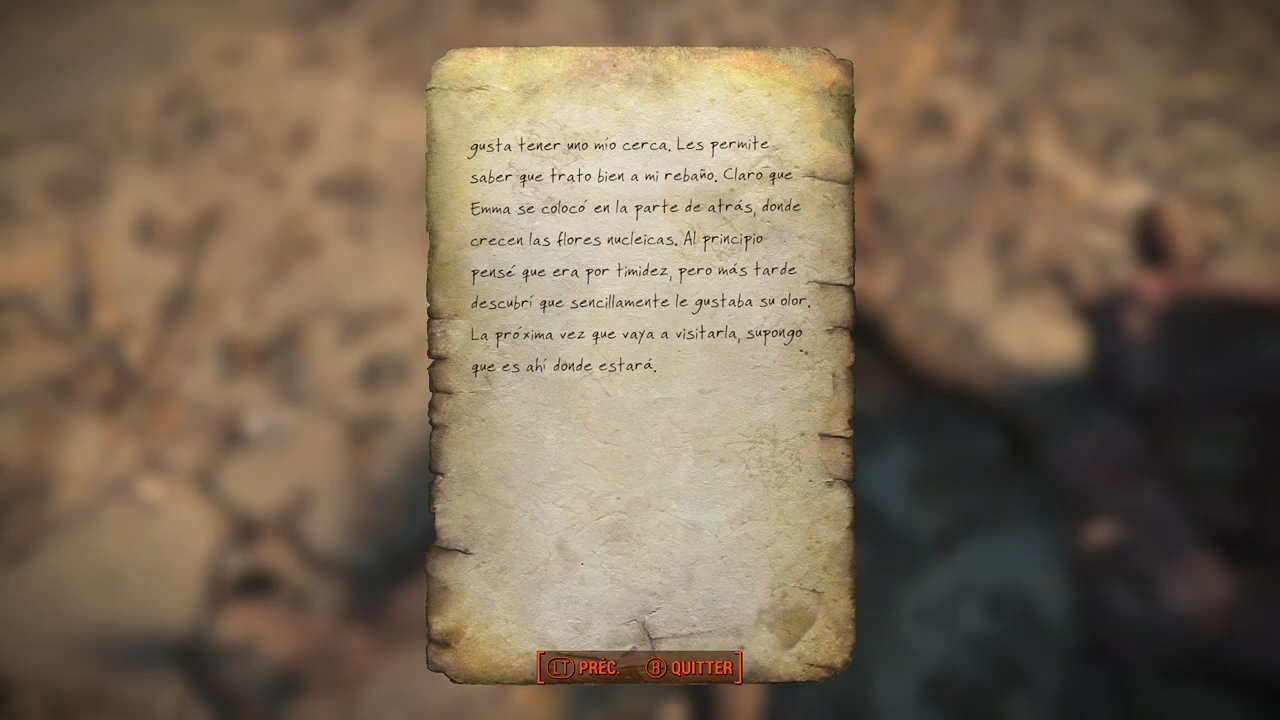 gusta tener uno mío cerca. Les permite
saber que trato bien a mi rebaño. Claro que
Emma se colocó en la parte de atrás, donde
crecen las flores nucleicas. Al principio
pensé que era por timidez, pero más tarde
descubrí que sencillamente le gustaba su olor.
La próxima vez que vaya a visitarla, supongo
que es ahí donde estará.
LT PRÉC. B QUITTER